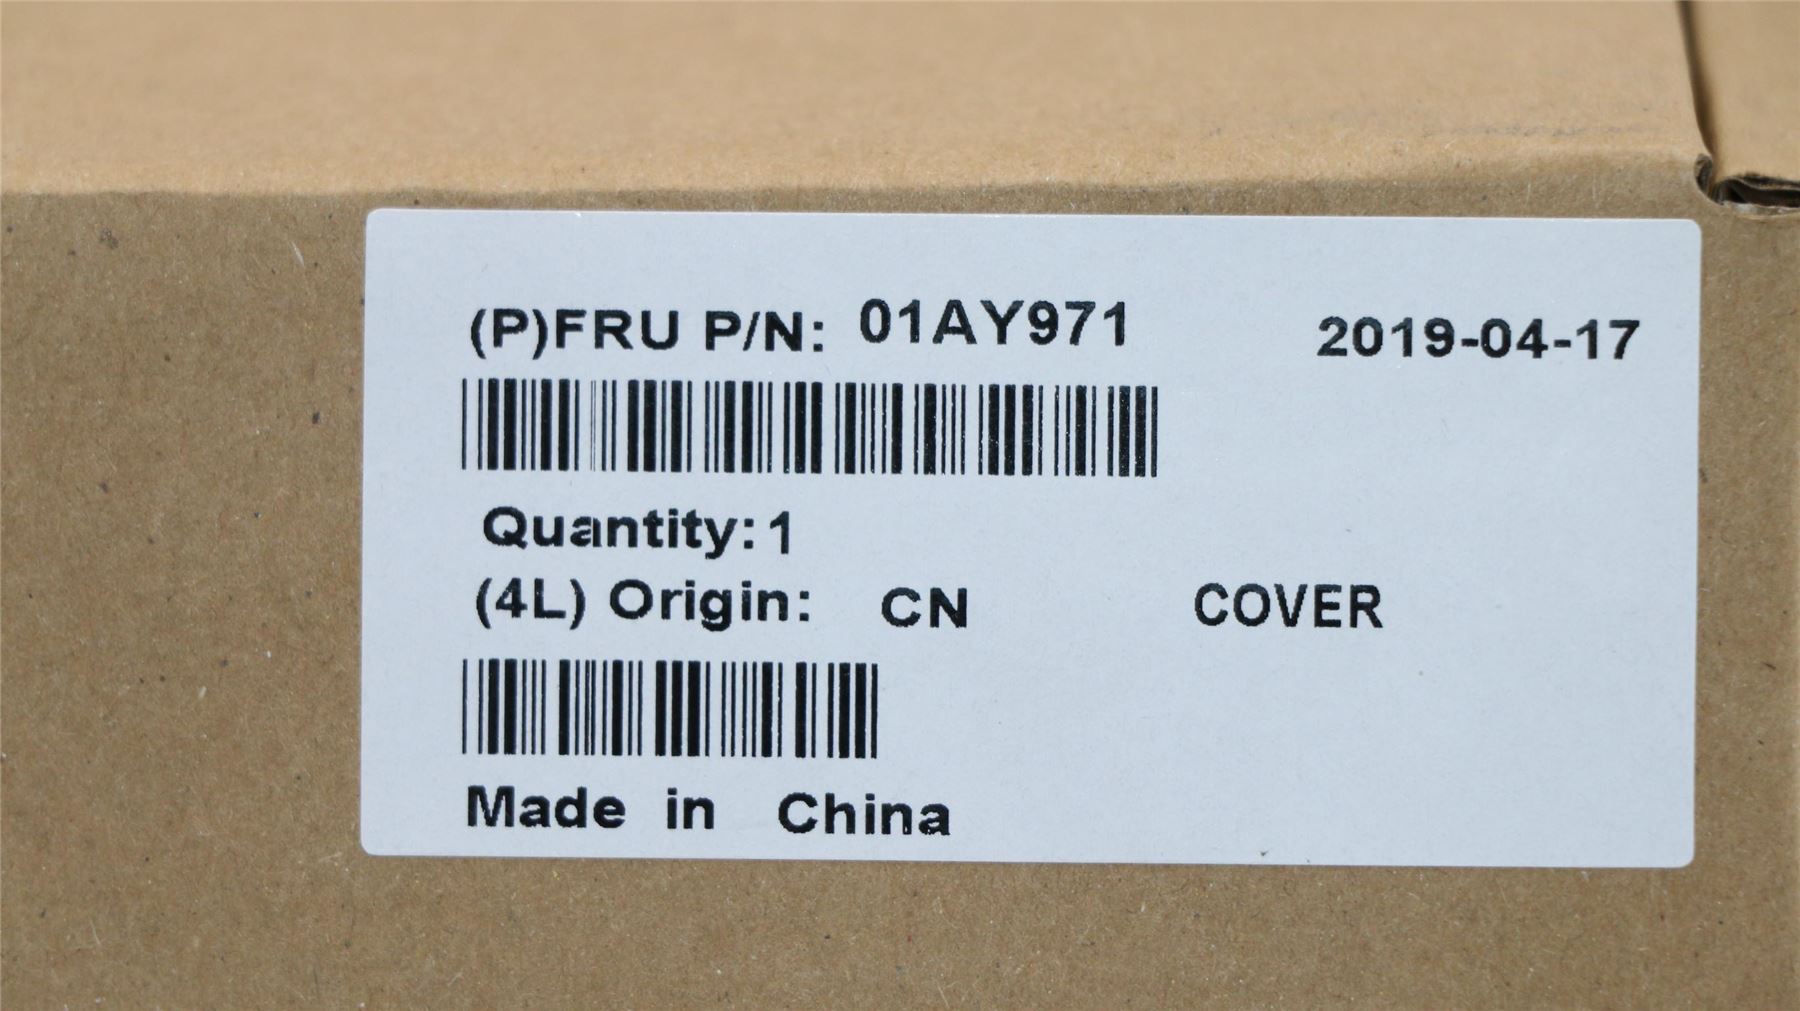 (P)FRU P/N: 01AY971 2019-04-17
Quantity: 1
(4L) Origin: CN COVER
Made in China